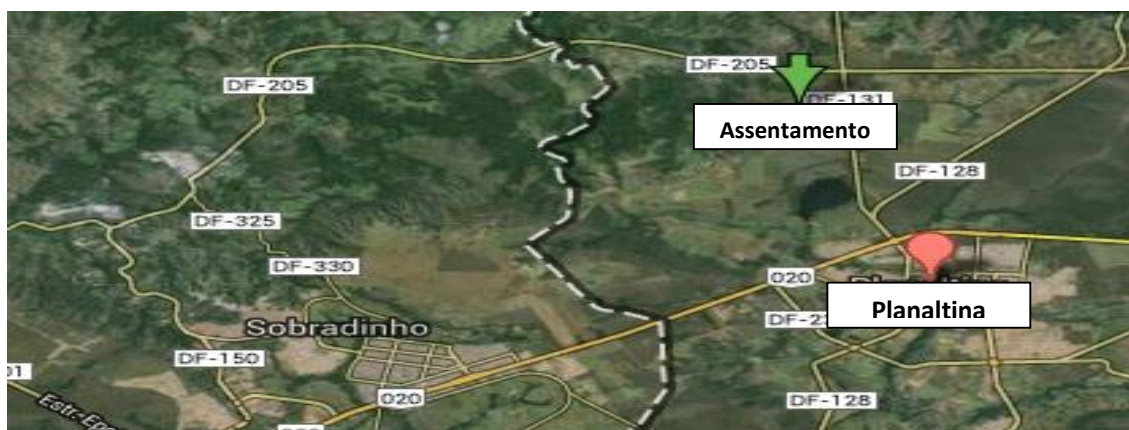 DF-205
DF-205
DF-131
Assentamento
DF-128
DF-325
DF-330
020
Planaltina
Sobradinho
DF-150
020
DF-128